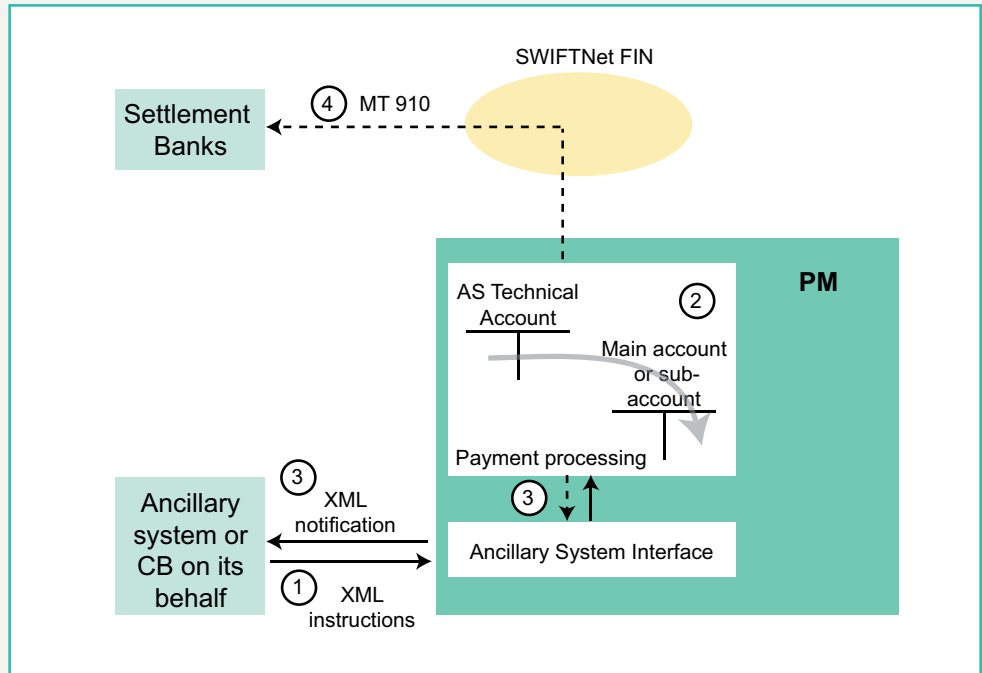 SWIFTNet FIN
4 MT 910
Settlement
Banks
PM
AS Technical
Account
2
Main account
or sub-
account
Payment processing
3
Ancillary System Interface
Ancillary
system or
CB on its
behalf
3
XML
notification
1
XML
instructions